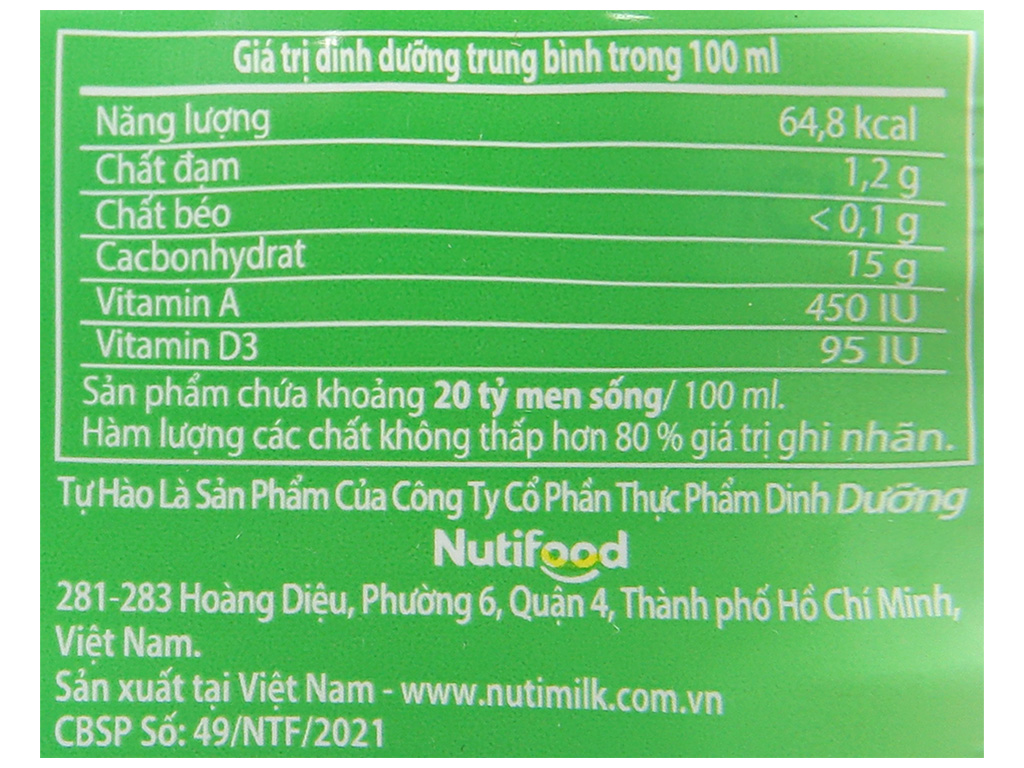 Giá trị dinh dưỡng trung bình trong 100 ml
Năng lượng 64,8 kcal
Chất đạm 1,2 g
Chất béo < 0,1 g
Cacbonhydrat 15 g
Vitamin A 450 IU
Vitamin D3 95 IU
Sản phẩm chứa khoảng 20 tỷ men sống/ 100 ml.
Hàm lượng các chất không thấp hơn 80 % giá trị ghi nhãn.
Tự Hào Là Sản Phẩm Của Công Ty Cổ Phần Thực Phẩm Dinh Dưỡng
Nutifood
281-283 Hoàng Diệu, Phường 6, Quận 4, Thành phố Hồ Chí Minh,
Việt Nam.
Sản xuất tại Việt Nam - www.nutimilk.com.vn
CBSP Số: 49/NTF/2021